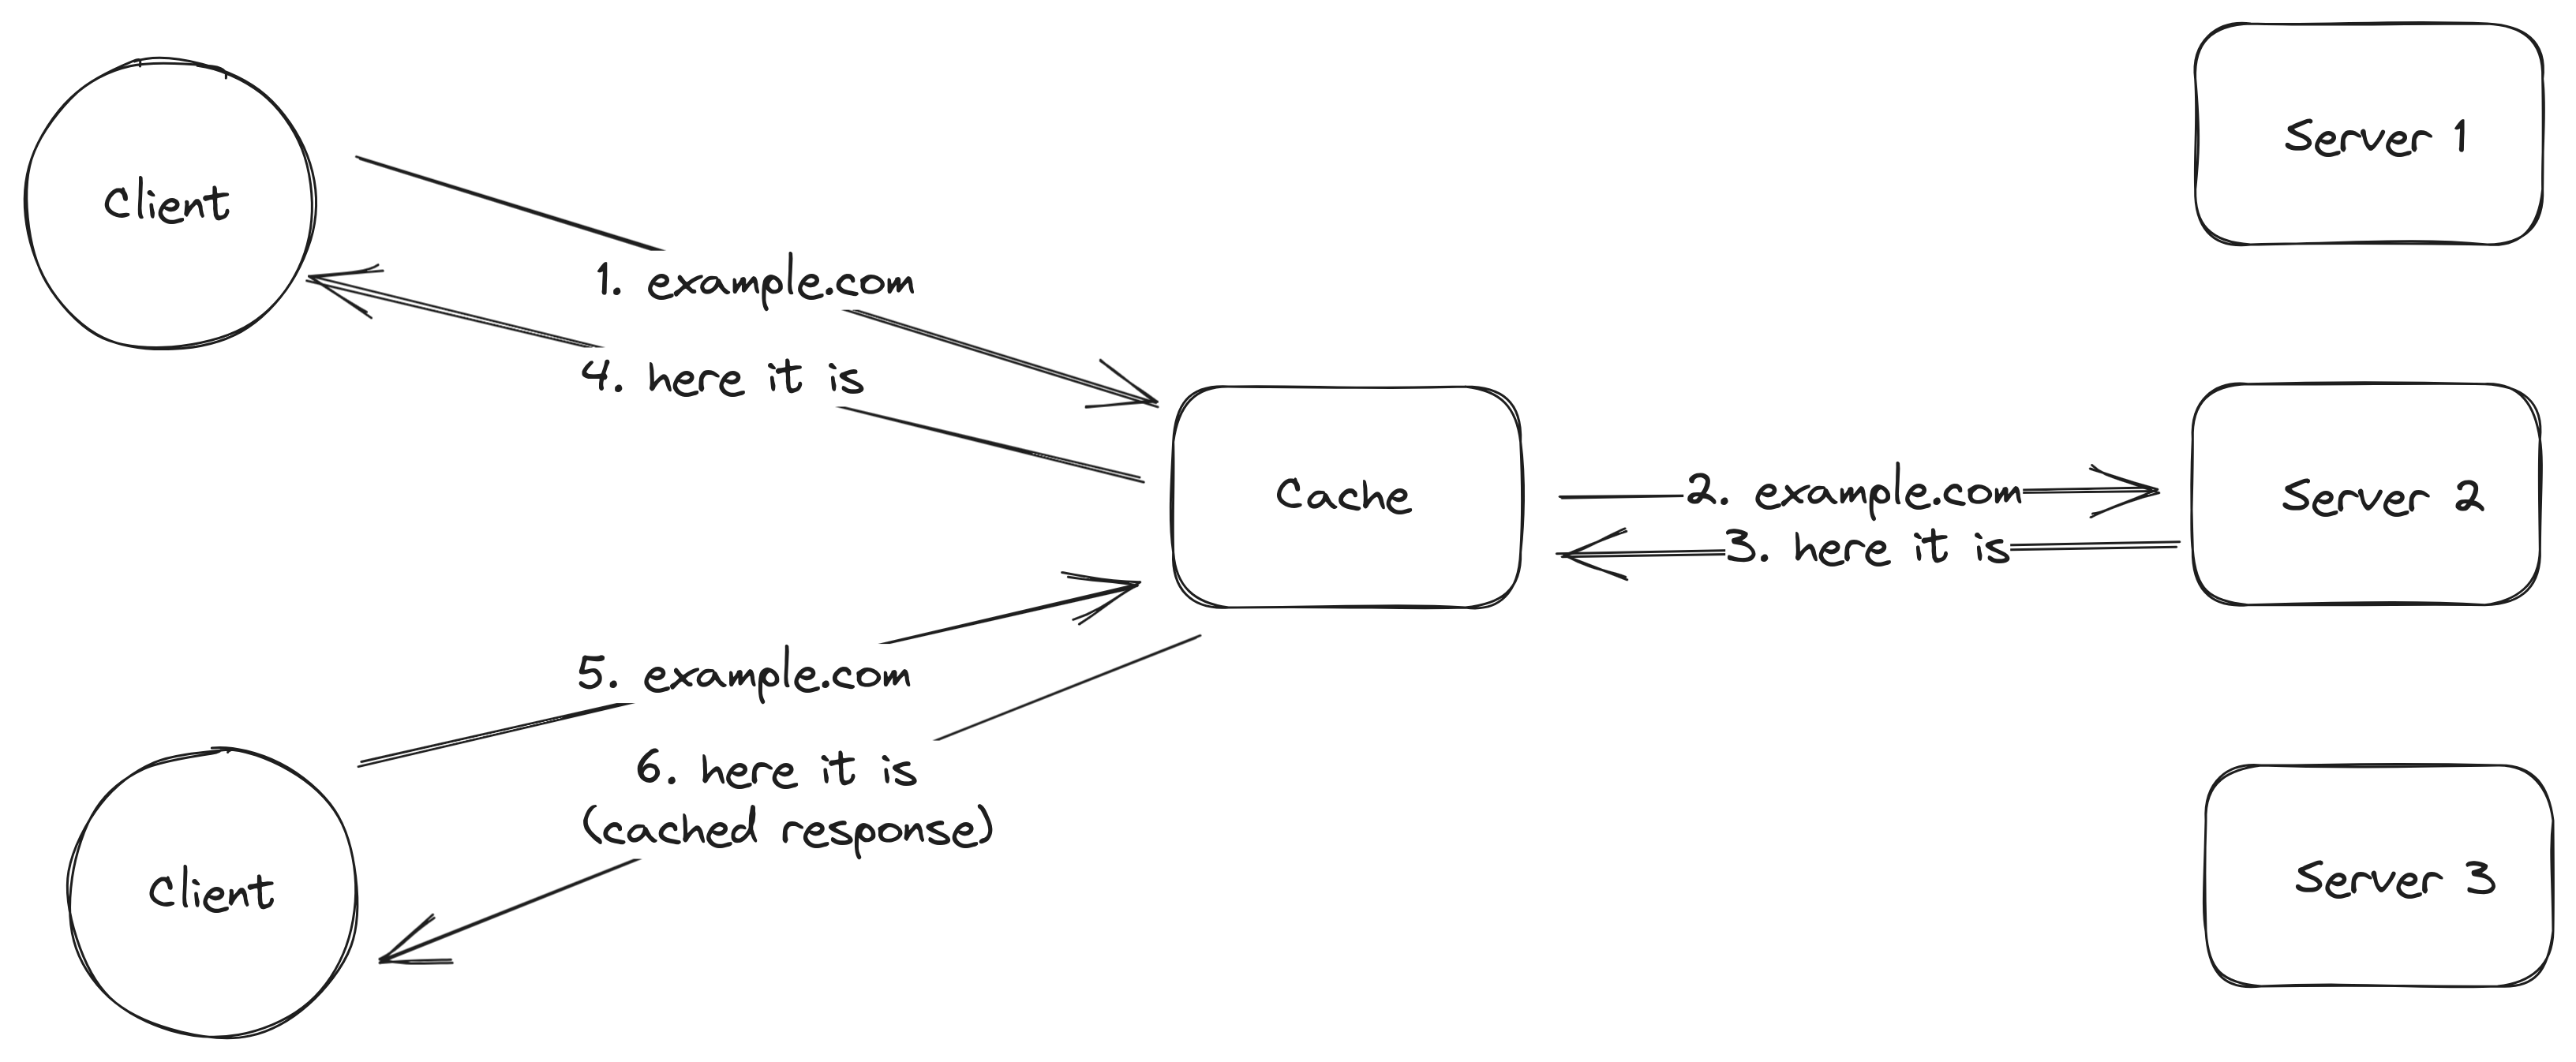 Client
Server 1
1. example.com
4. here it is
Cache
2. example.com
3. here it is
Server 2
5. example.com
6. here it is
(cached response)
Client
Server 3